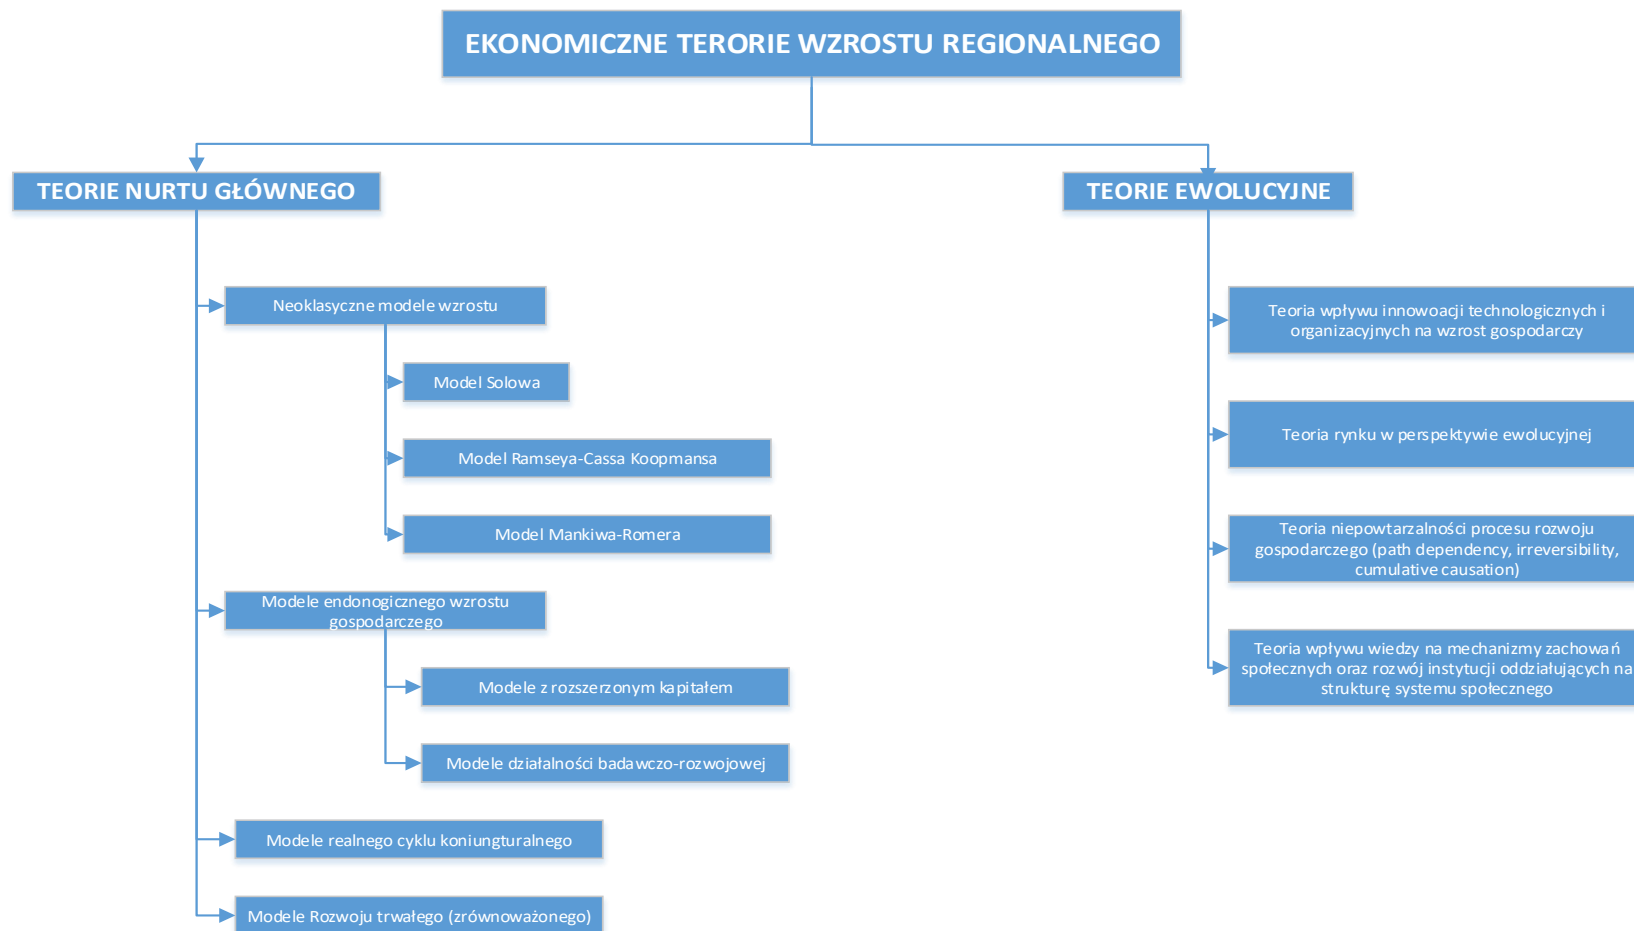 EKONOMICZNE TERORIE WZROSTU REGIONALNEGO
TEORIE NURTU GŁÓWNEGO
Neoklasyczne modele wzrostu
Model Solowa
Model Ramseya-Cassa Koopmansa
Model Mankiwa-Romera
Modele endonogicznego wzrostu
gospodarczego
Modele z rozszerzonym kapitałem
Modele działalności badawczo-rozwojowej
Modele realnego cyklu koniungturalnego
Modele Rozwoju trwałego (zrównoważonego)
TEORIE EWOLUCYJNE
Teoria wpływu innowoacji technologicznych i
organizacyjnych na wzrost gospodarczy
Teoria rynku w perspektywie ewolucyjnej
Teoria niepowtarzalności procesu rozwoju
gospodarczego (path dependency, irreversibility,
cumulative causation)
Teoria wpływu wiedzy na mechanizmy zachowań
społecznych oraz rozwój instytucji oddziałujących na
strukturę systemu społecznego